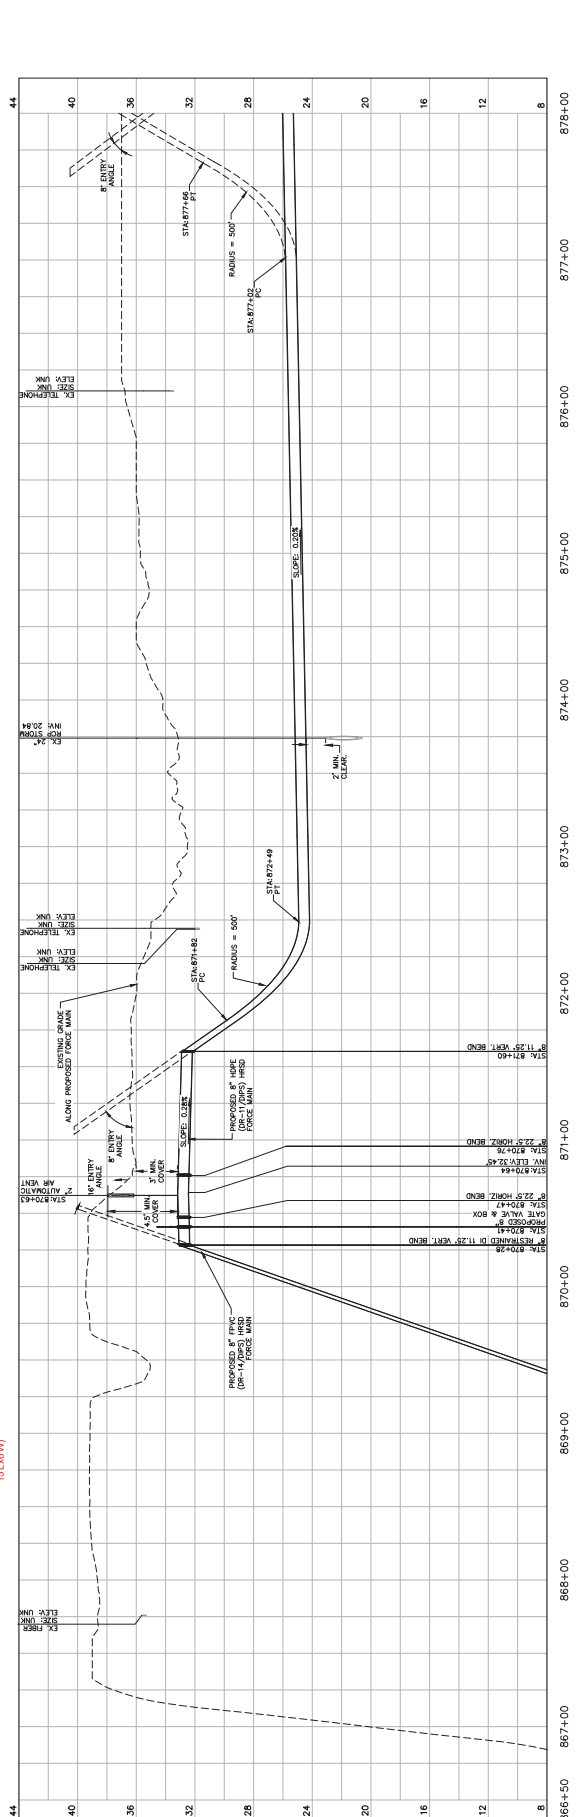 44
40
36
32
28
24
20
16
12
8
44
40
36
32
28
24
20
16
12
8
866+50
867+00
868+00
869+00
870+00
871+00
872+00
873+00
874+00
875+00
876+00
877+00
878+00
EX. FIBER
SIZE: UNK
ELEV: UNK
PROPOSED 8" FPVC
(DR-14/DIPS) HRSD
FORCE MAIN
STA: 870+28
8" RESTRAINED DI 11.25° VERT. BEND
STA: 870+41
PROPOSED 8"
GATE VALVE & BOX
STA: 870+47
8" 22.5° HORIZ. BEND
STA: 870+64
INV. ELEV: 32.45'
STA: 870+76
8" 22.5° HORIZ. BEND
4.5' MIN.
COVER
16° ENTRY
ANGLE
STA:870+63
2" AUTOMATIC
AIR VENT
3' MIN.
COVER
8° ENTRY
ANGLE
SLOPE: 0.28%
PROPOSED 8" HDPE
(DR-11/DIPS) HRSD
FORCE MAIN
EXISTING GRADE
ALONG PROPOSED FORCE MAIN
STA: 871+60
8" 11.25° VERT. BEND
STA:871+82
PC
RADIUS = 500'
EX. TELEPHONE
SIZE: UNK
ELEV: UNK
EX. TELEPHONE
SIZE: UNK
ELEV: UNK
STA:872+49
PT
2' MIN.
CLEAR.
EX. 24"
RCP STORM
INV: 20.84
SLOPE: 0.20%
EX. TELEPHONE
SIZE: UNK
ELEV: UNK
STA:877+02
PC
RADIUS = 500'
STA:877+66
PT
8° ENTRY
ANGLE